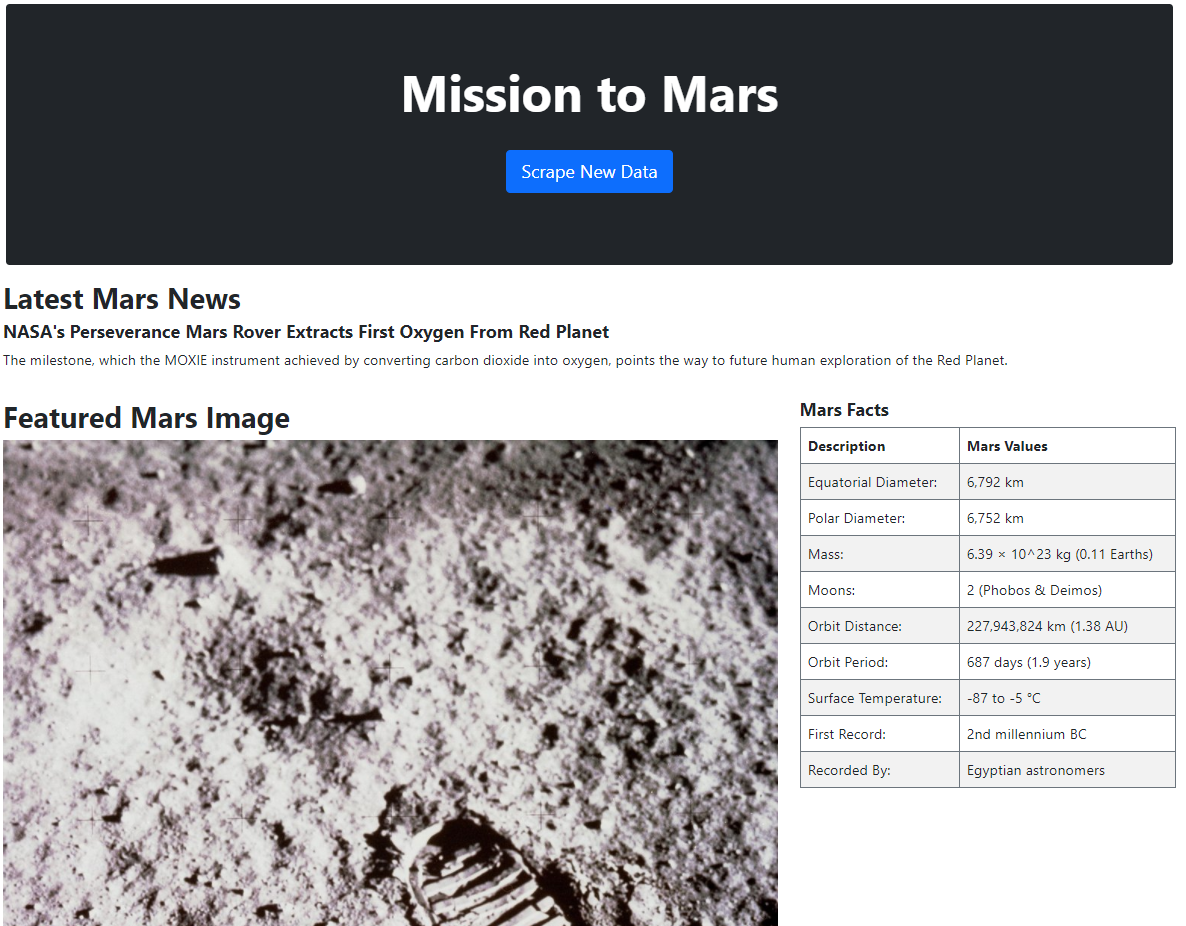 Mission to Mars
Scrape New Data
Latest Mars News
NASA's Perseverance Mars Rover Extracts First Oxygen From Red Planet
The milestone, which the MOXIE instrument achieved by converting carbon dioxide into oxygen, points the way to future human exploration of the Red Planet.
Featured Mars Image
Mars Facts
Description Mars Values
Equatorial Diameter: 6,792 km
Polar Diameter: 6,752 km
Mass: 6.39 × 10^23 kg (0.11 Earths)
Moons: 2 (Phobos & Deimos)
Orbit Distance: 227,943,824 km (1.38 AU)
Orbit Period: 687 days (1.9 years)
Surface Temperature: -87 to -5 °C
First Record: 2nd millennium BC
Recorded By: Egyptian astronomers